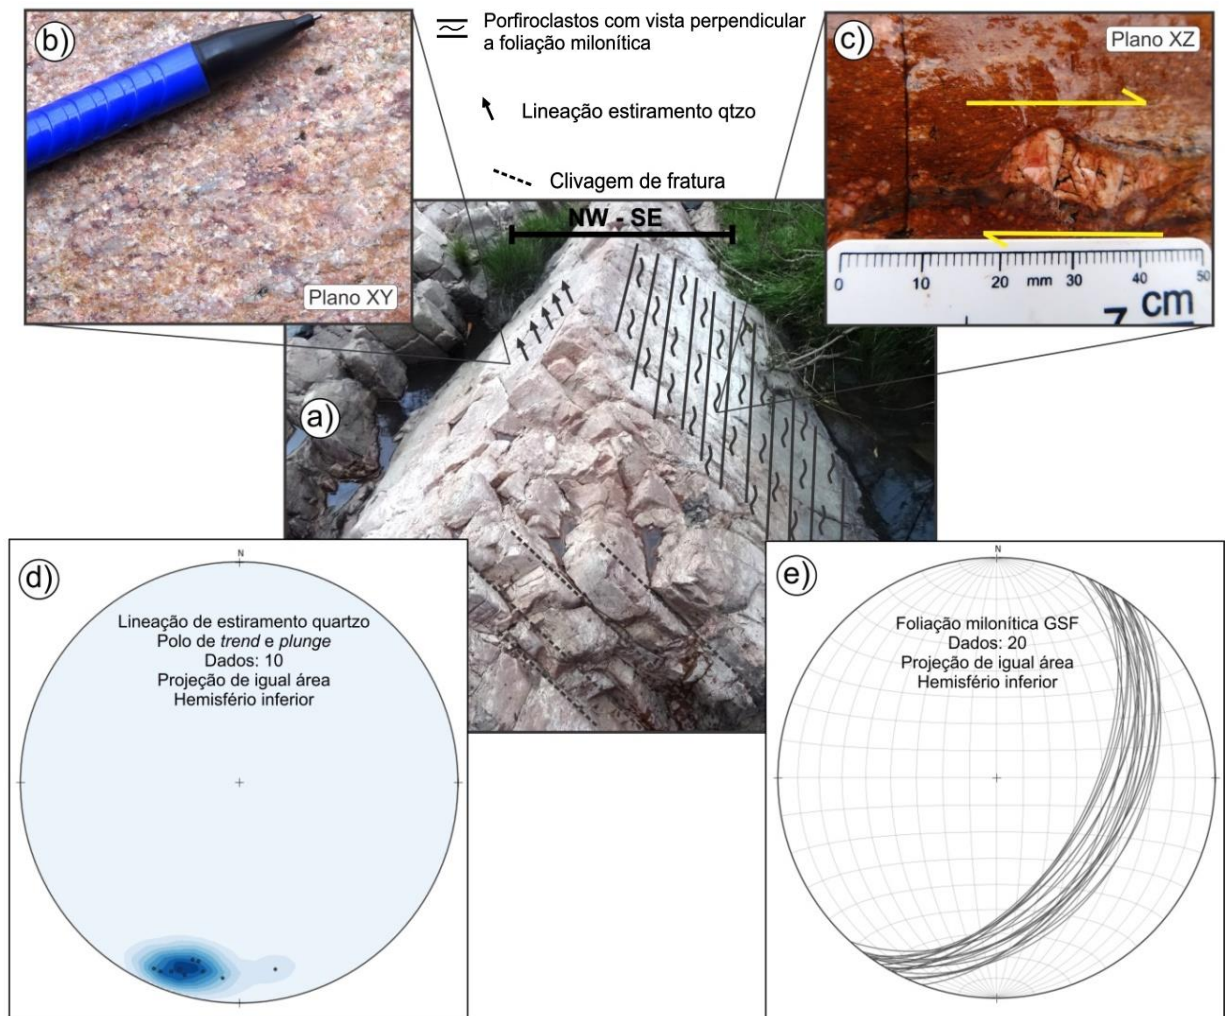 b)
Plano XY
Porfiroclastos com vista perpendicular
a foliação milonítica
Lineação estiramento qtzo
Clivagem de fratura
c)
Plano XZ
0 10 20 mm 30 40 50
7 cm
NW - SE
a)
d)
N
Lineação de estiramento quartzo
Polo de trend e plunge
Dados: 10
Projeção de igual área
Hemisfério inferior
e)
N
Foliação milonítica GSF
Dados: 20
Projeção de igual área
Hemisfério inferior